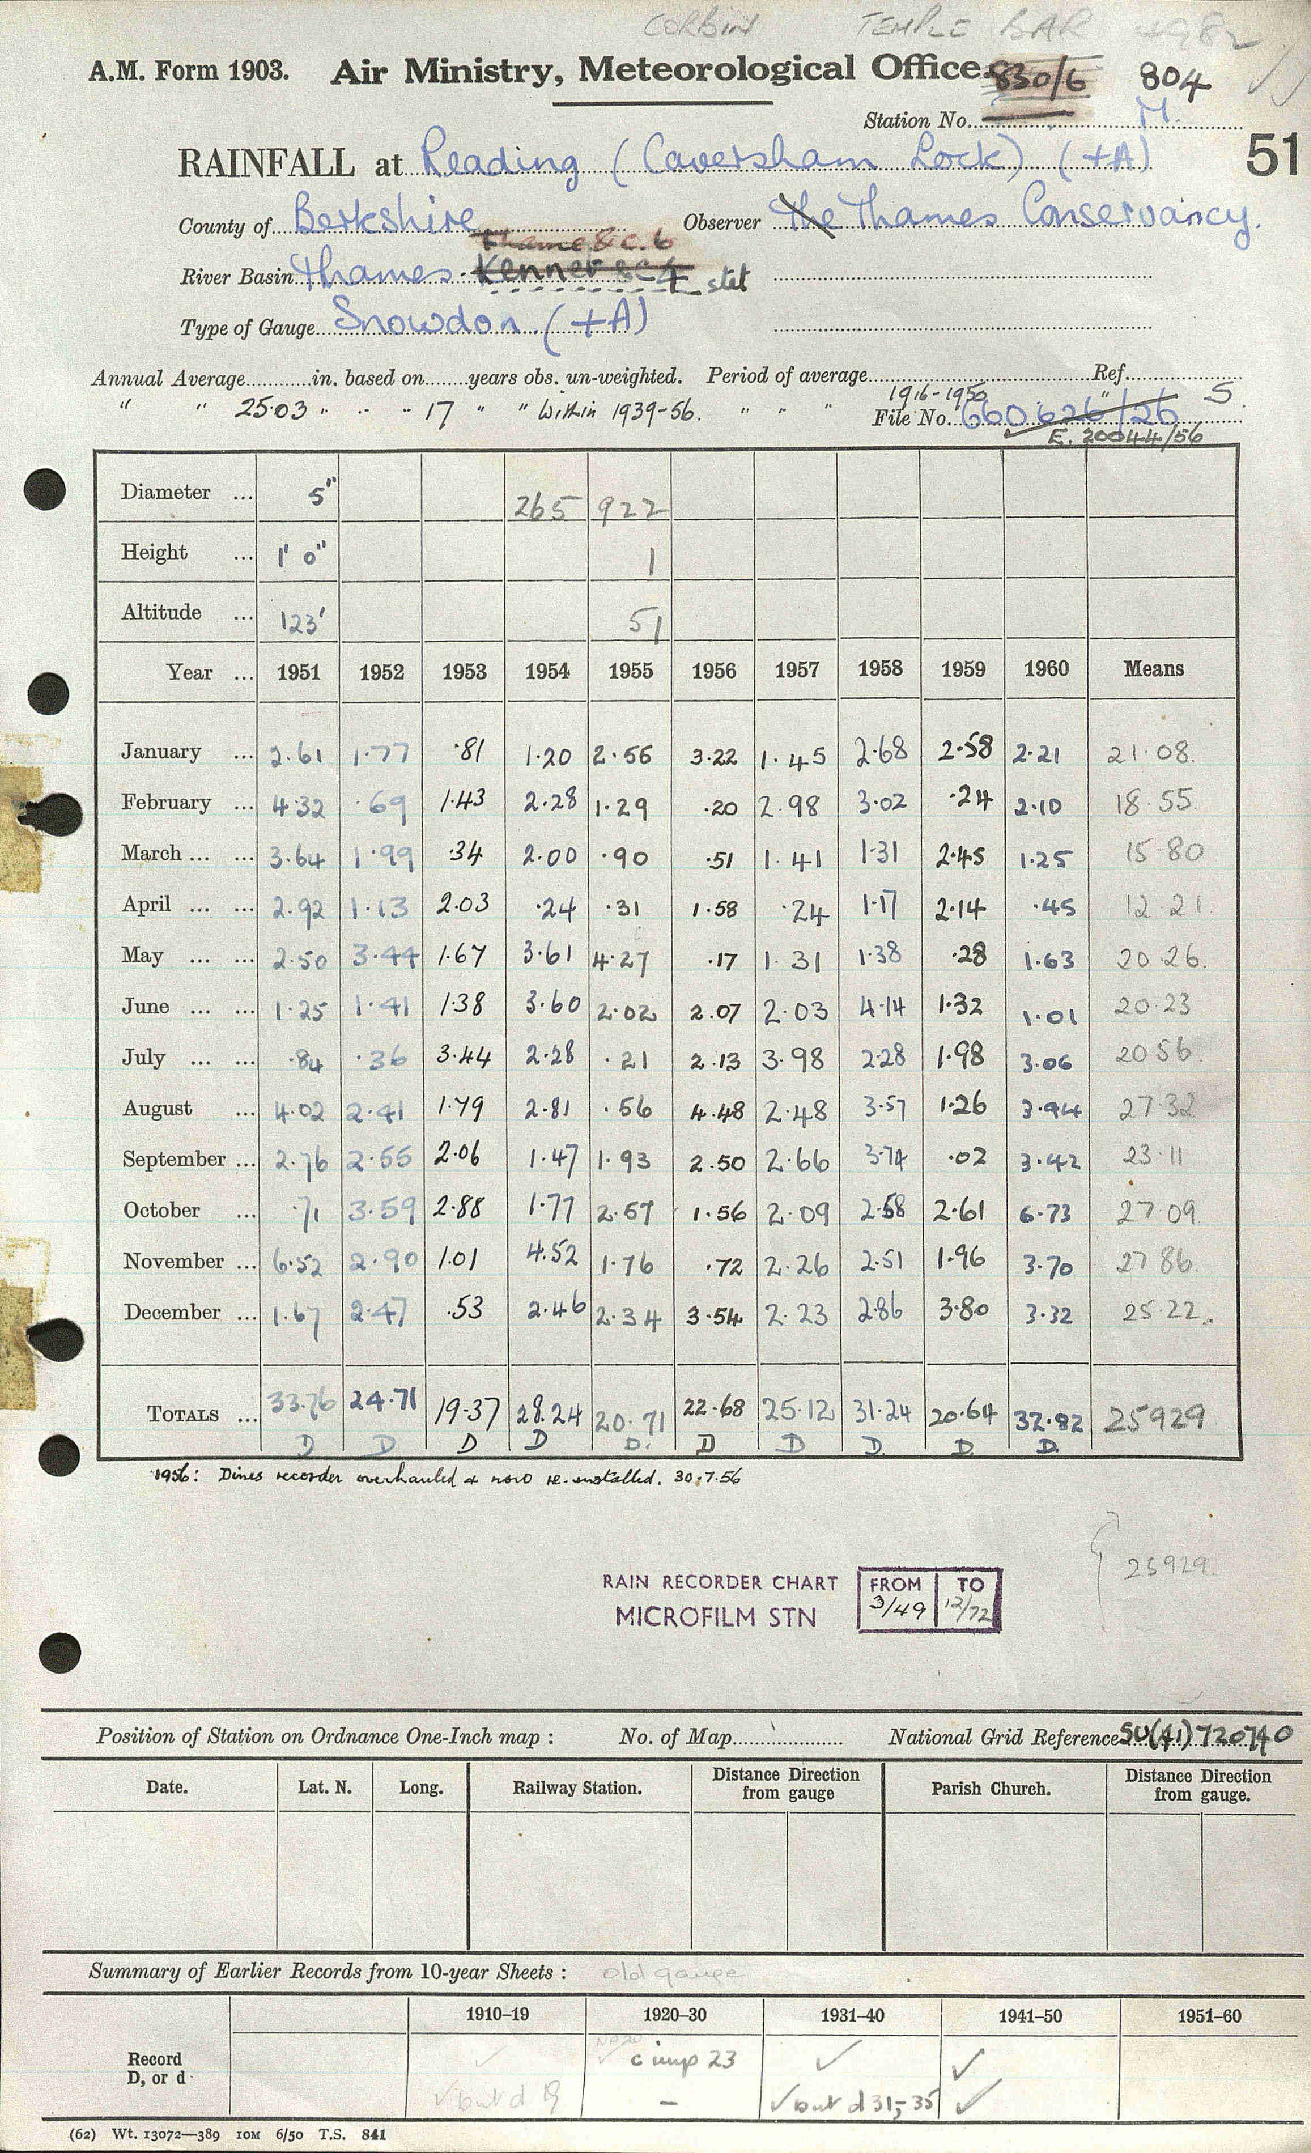 CORBIN TEMPLE BAR 4982
A.M. Form 1903. Air Ministry, Meteorological Office. 830/6 804
Station No. M.
RAINFALL at Reading (Caversham Lock) (+A) 51
County of Berkshire Observer The Thames Conservancy.
Thame &c. 6
River Basin Thames. Kennet &c 4 stet
Type of Gauge Snowdon (+A)
Annual Average in. based on years obs. un-weighted. Period of average Ref.
" " 25.03 " " " 17 " " Within 1939-56. " " " 1916-1950 " 5.
File No. 660626/26
E. 20044/56
Diameter ... 5" 265 922
Height ... 1' 0" 1
Altitude ... 123' 51
Year ... 1951 1952 1953 1954 1955 1956 1957 1958 1959 1960 Means
January ... 2.61 1.77 .81 1.20 2.56 3.22 1.45 2.68 2.58 2.21 21.08
February ... 4.32 .69 1.43 2.28 1.29 .20 2.98 3.02 .24 2.10 18.55
March ... ... 3.64 1.99 .34 2.00 .90 .51 1.41 1.31 2.45 1.25 15 80
April ... ... 2.92 1.13 2.03 .24 .31 1.58 .24 1.17 2.14 .45 12 21
May ... ... 2.50 3.44 1.67 3.61 4.27 .17 1.31 1.38 .28 1.63 20 26
June ... ... 1.25 1.41 1.38 3.60 2.02 2.07 2.03 4.14 1.32 1.01 20.23
July ... ... .84 .36 3.44 2.28 .21 2.13 3.98 2.28 1.98 3.06 20 56
August ... 4.02 2.41 1.79 2.81 .56 4.48 2.48 3.57 1.26 3.94 27 32
September ... 2.76 2.55 2.06 1.47 1.93 2.50 2.66 3.74 .02 3.42 23.11
October ... .71 3.59 2.88 1.77 2.57 1.56 2.09 2.58 2.61 6.73 27 09
November ... 6.52 2.90 1.01 4.52 1.76 .72 2.26 2.51 1.96 3.70 27 86
December ... 1.67 2.47 .53 2.46 2.34 3.54 2.23 2.86 3.80 3.32 25 22
TOTALS ... 33.76 24.71 19.37 28.24 20.71 22.68 25.12 31.24 20.64 32.82 25929
D D D D D. D D D. D. D.
1956: Dines recorder overhauled & now re-installed. 30.7.56
25929
RAIN RECORDER CHART FROM TO
MICROFILM STN 3/49 12/72
Position of Station on Ordnance One-Inch map : No. of Map National Grid Reference SU(41)720740
Date. Lat. N. Long. Railway Station. Distance Direction from gauge Parish Church. Distance Direction from gauge.
Summary of Earlier Records from 10-year Sheets : old gauge
1910–19 1920–30 1931–40 1941–50 1951–60
Record ✓ c imp 23 ✓ ✓
D, or d ✓ but d 19 – ✓ but d 31,-35 ✓
(62) Wt. 13072—389 10M 6/50 T.S. 841